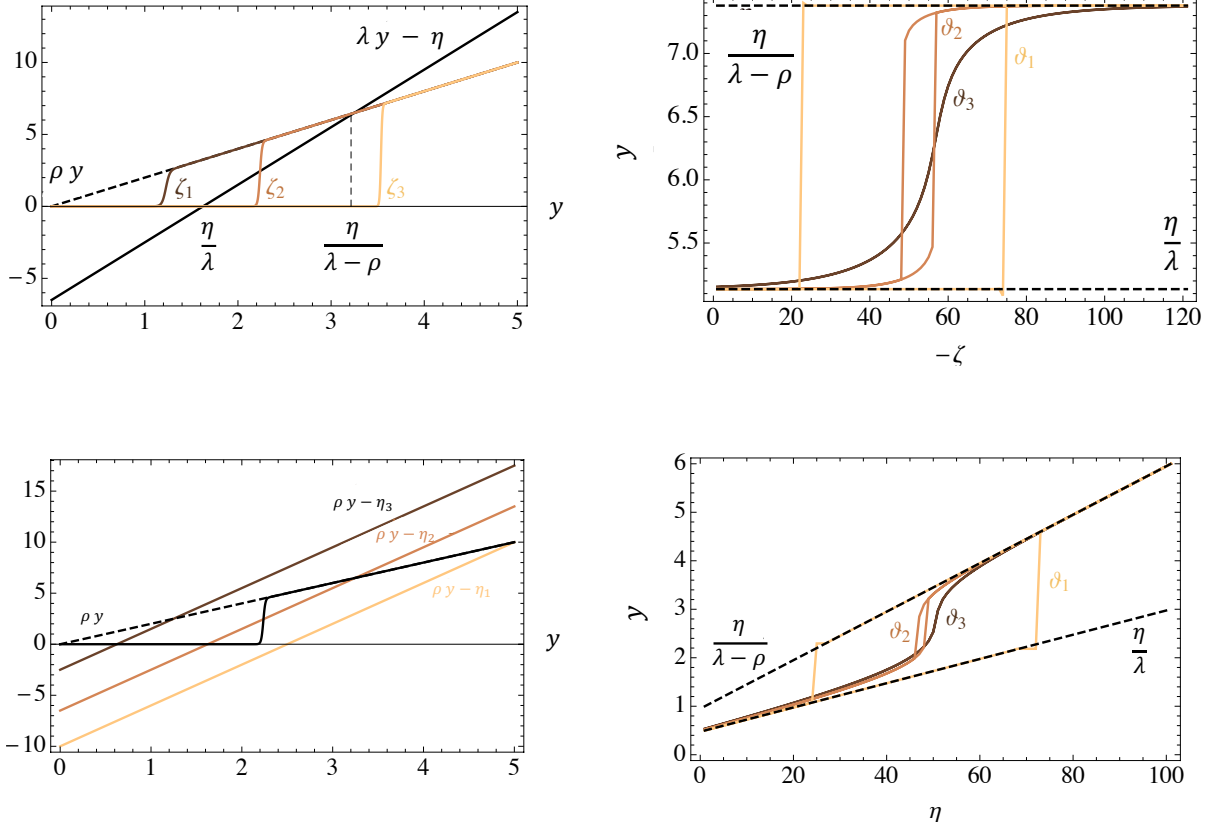 λ y − η
10
5
0
−5
ρ y
ζ₁
ζ₂
ζ₃
η/λ
η/(λ − ρ)
y
0 1 2 3 4 5
7.0
6.5
6.0
5.5
y
η/(λ − ρ)
ϑ₂
ϑ₁
ϑ₃
η/λ
0 20 40 60 80 100 120
−ζ
15
10
5
0
−5
−10
ρ y − η₃
ρ y − η₂
ρ y − η₁
ρ y
y
0 1 2 3 4 5
6
5
4
3
2
1
0
y
η/(λ − ρ)
ϑ₂
ϑ₃
ϑ₁
η/λ
0 20 40 60 80 100
η